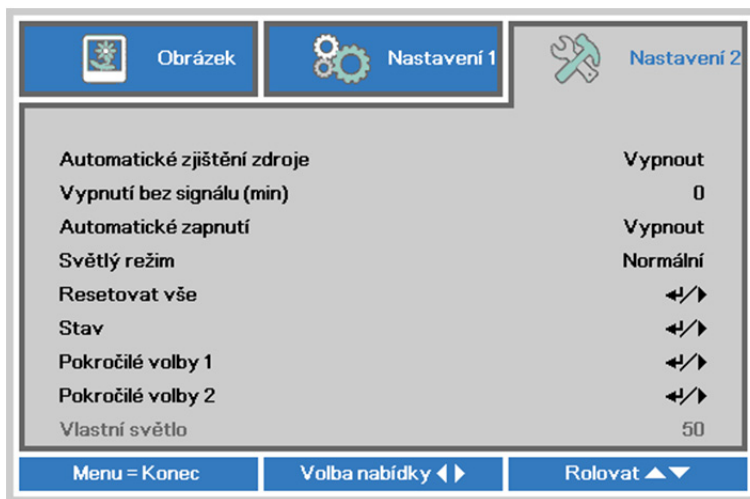 Obrázek Nastavení 1 Nastavení 2
Automatické zjištění zdroje Vypnout
Vypnutí bez signálu (min) 0
Automatické zapnutí Vypnout
Světlý režim Normální
Resetovat vše ↵/▶
Stav ↵/▶
Pokročilé volby 1 ↵/▶
Pokročilé volby 2 ↵/▶
Vlastní světlo 50
Menu = Konec Volba nabídky ◀▶ Rolovat ▲▼